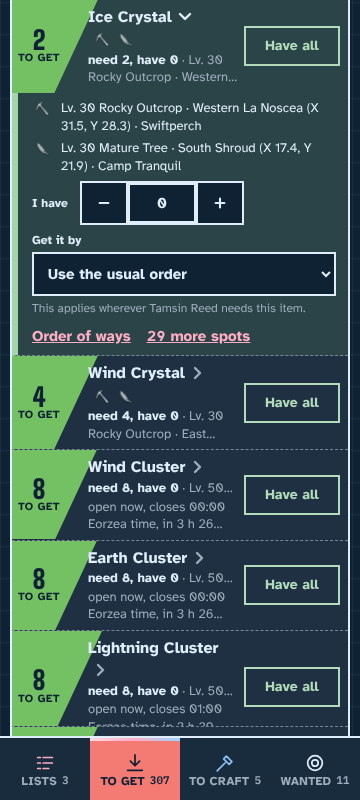 Ice Crystal
2
TO GET
need 2, have 0 · Lv. 30
Rocky Outcrop · Western...
Have all
Lv. 30 Rocky Outcrop · Western La Noscea (X
31.5, Y 28.3) · Swiftperch
Lv. 30 Mature Tree · South Shroud (X 17.4, Y
21.9) · Camp Tranquil
I have
−
0
+
Get it by
Use the usual order
This applies wherever Tamsin Reed needs this item.
Order of ways
29 more spots
Wind Crystal
4
TO GET
need 4, have 0 · Lv. 30
Rocky Outcrop · East...
Have all
Wind Cluster
8
TO GET
need 8, have 0 · Lv. 50...
open now, closes 00:00
Eorzea time, in 3 h 26...
Have all
Earth Cluster
8
TO GET
need 8, have 0 · Lv. 50...
open now, closes 00:00
Eorzea time, in 3 h 26...
Have all
Lightning Cluster
8
TO GET
need 8, have 0 · Lv. 50...
open now, closes 01:00
Have all
LISTS 3
TO GET 307
TO CRAFT 5
WANTED 11